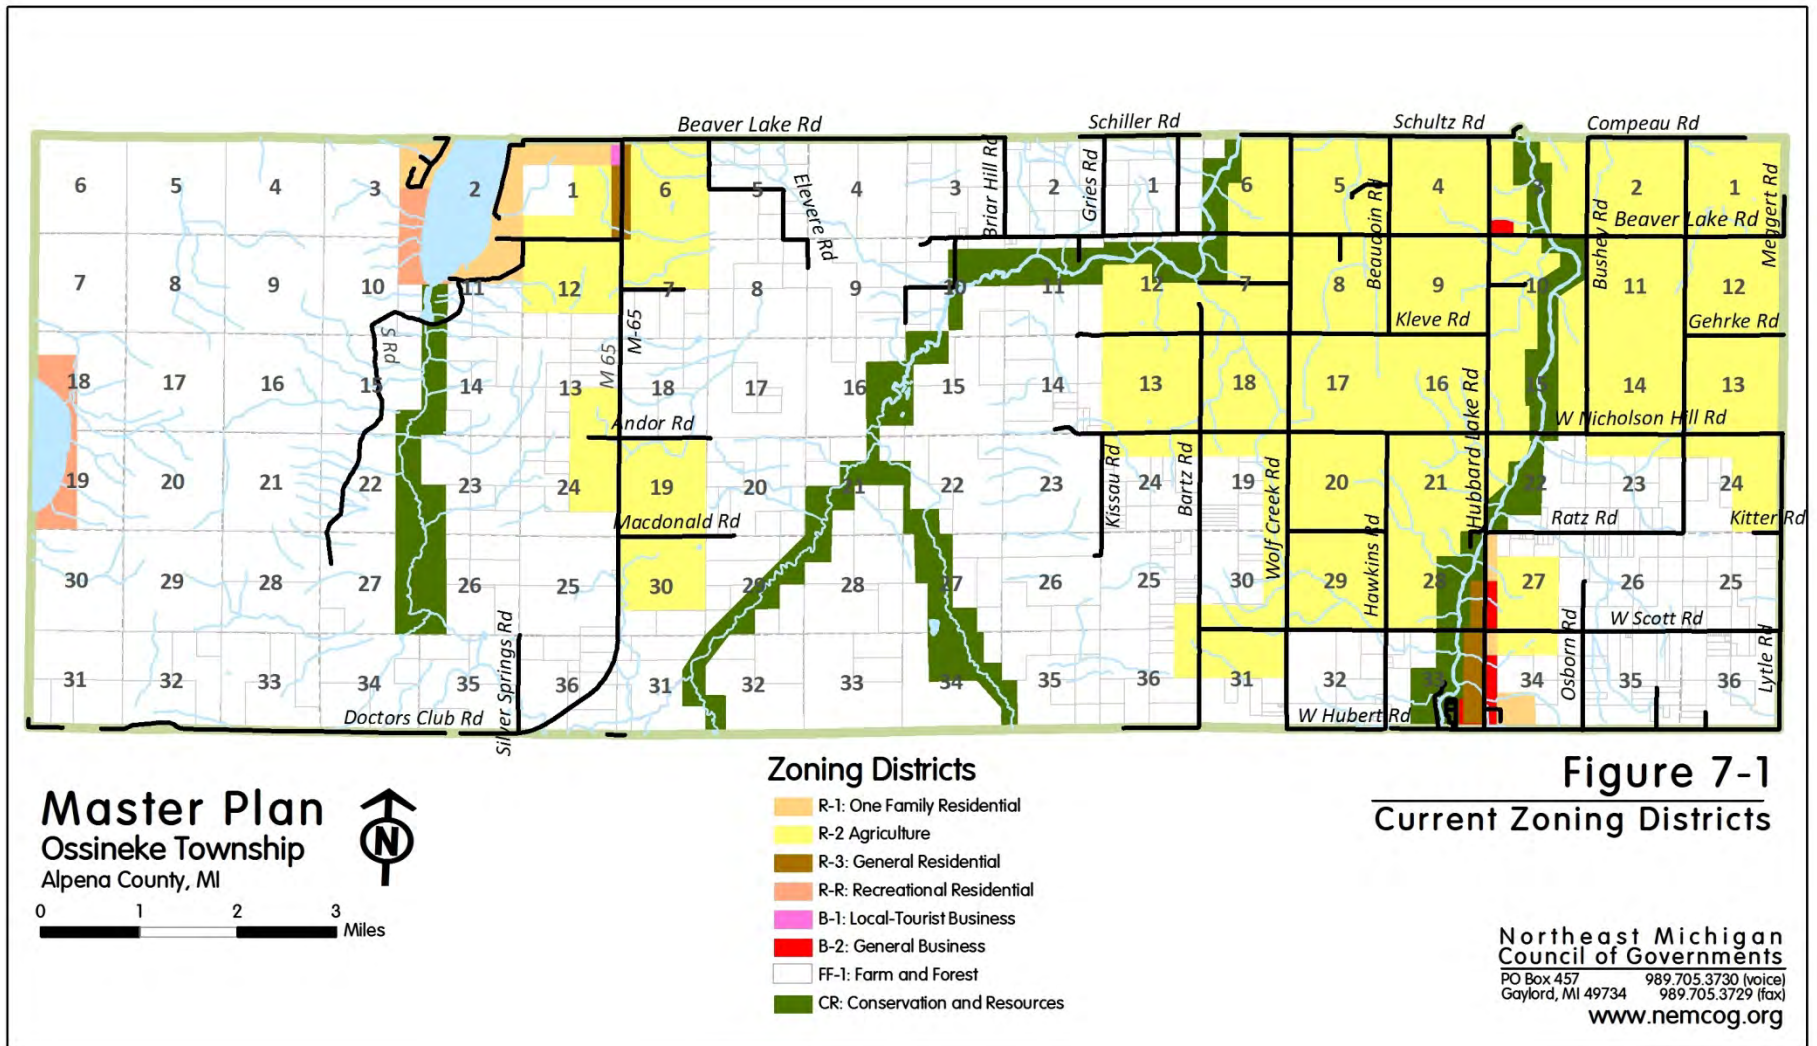 Beaver Lake Rd
Schiller Rd
Schultz Rd
Compeau Rd
6 5 4 3 2 1 6 5 4 3 2 1 6 5 4 3 2 1
Elevere Rd
Briar Hill Rd
Gries Rd
Beaudoin Rd
Bushey Rd
Beaver Lake Rd
Meggert Rd
7 8 9 10 11 12 7 8 9 10 11 12 7 8 9 10 11 12
S Rd
M 65
M-65
Kleve Rd
Gehrke Rd
18 17 16 15 14 13 18 17 16 15 14 13 18 17 16 15 14 13
Andor Rd
Hubbard Lake Rd
W Nicholson Hill Rd
19 20 21 22 23 24 19 20 21 22 23 24 19 20 21 22 23 24
Macdonald Rd
Kissau Rd
Bartz Rd
Wolf Creek Rd
Hawkins Rd
Ratz Rd
Kitter Rd
30 29 28 27 26 25 30 29 28 27 26 25 30 29 28 27 26 25
Silver Springs Rd
W Scott Rd
Osborn Rd
Lytle Rd
31 32 33 34 35 36 31 32 33 34 35 36 31 32 33 34 35 36
Doctors Club Rd
W Hubert Rd
Master Plan
Ossineke Township
Alpena County, MI
N
0 1 2 3
Miles
Zoning Districts
R-1: One Family Residential
R-2 Agriculture
R-3: General Residential
R-R: Recreational Residential
B-1: Local-Tourist Business
B-2: General Business
FF-1: Farm and Forest
CR: Conservation and Resources
Figure 7-1
Current Zoning Districts
Northeast Michigan
Council of Governments
PO Box 457 989.705.3730 (voice)
Gaylord, MI 49734 989.705.3729 (fax)
www.nemcog.org